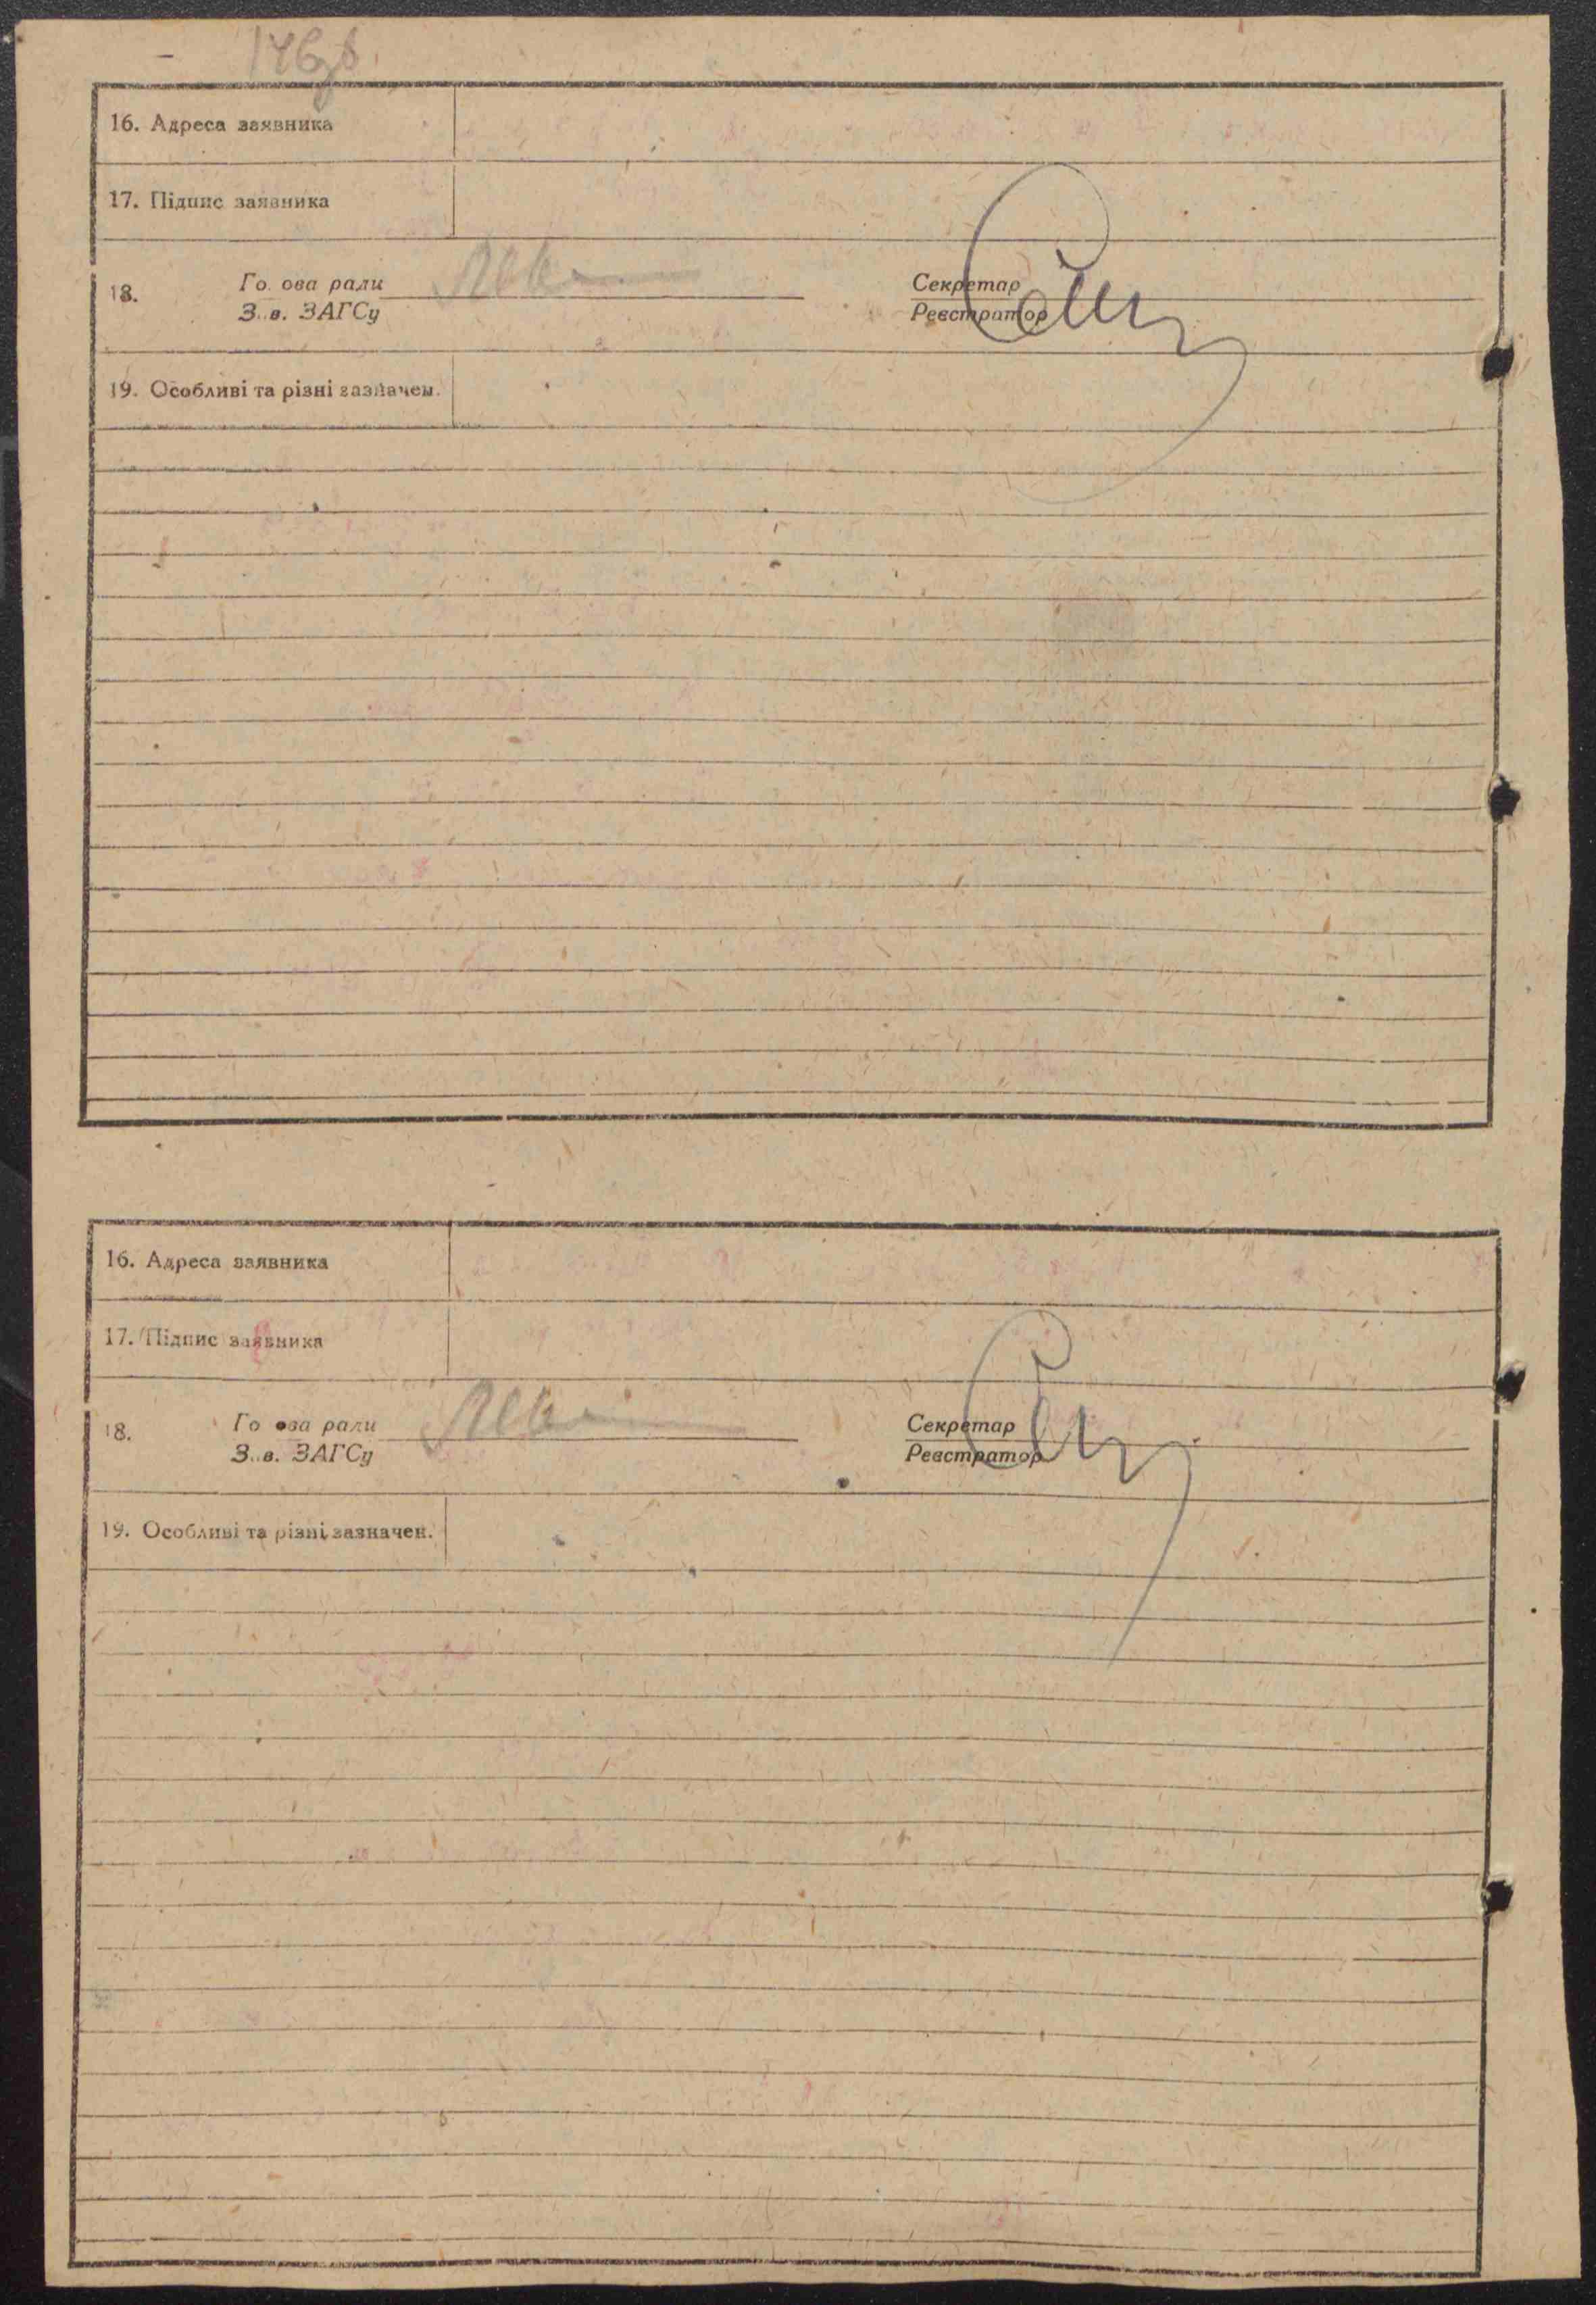 146зв.
16. Адреса заявника
17. Підпис заявника
18. Го ова ради Секретар
З.в. ЗАГСу Реєстратор
19. Особливі та різні зазначен.
16. Адреса заявника
17. Підпис заявника
18. Го ова ради Секретар
З.в. ЗАГСу Реєстратор
19. Особливі та різні зазначен.